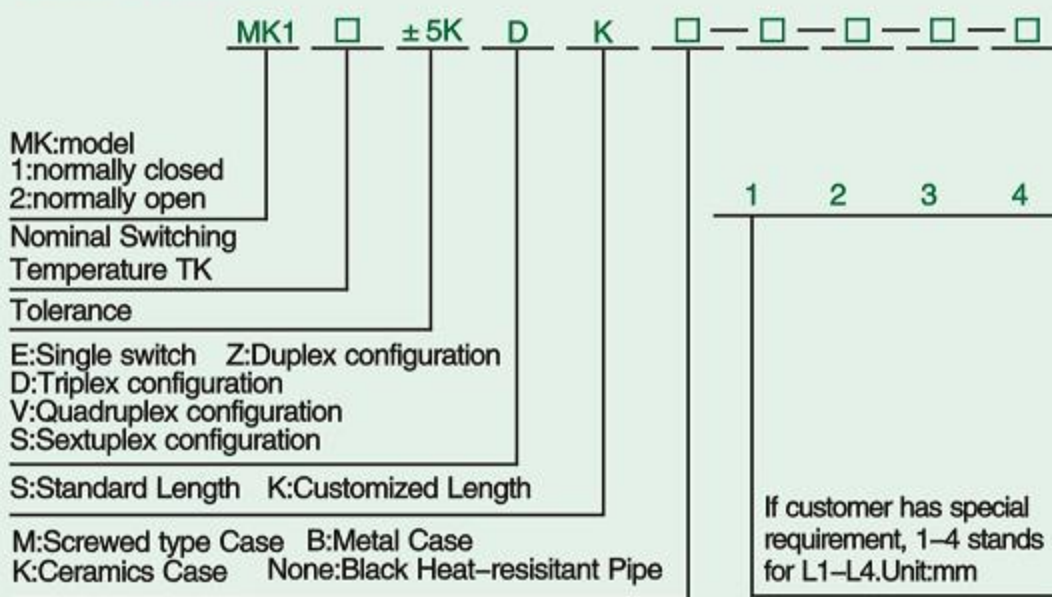 MK1 □ ±5K D K □—□—□—□—□
MK:model
1:normally closed
2:normally open
1 2 3 4
Nominal Switching
Temperature TK
Tolerance
E:Single switch Z:Duplex configuration
D:Triplex configuration
V:Quadruplex configuration
S:Sextuplex configuration
S:Standard Length K:Customized Length
If customer has special
requirement, 1–4 stands
for L1–L4.Unit:mm
M:Screwed type Case B:Metal Case
K:Ceramics Case None:Black Heat–resisitant Pipe